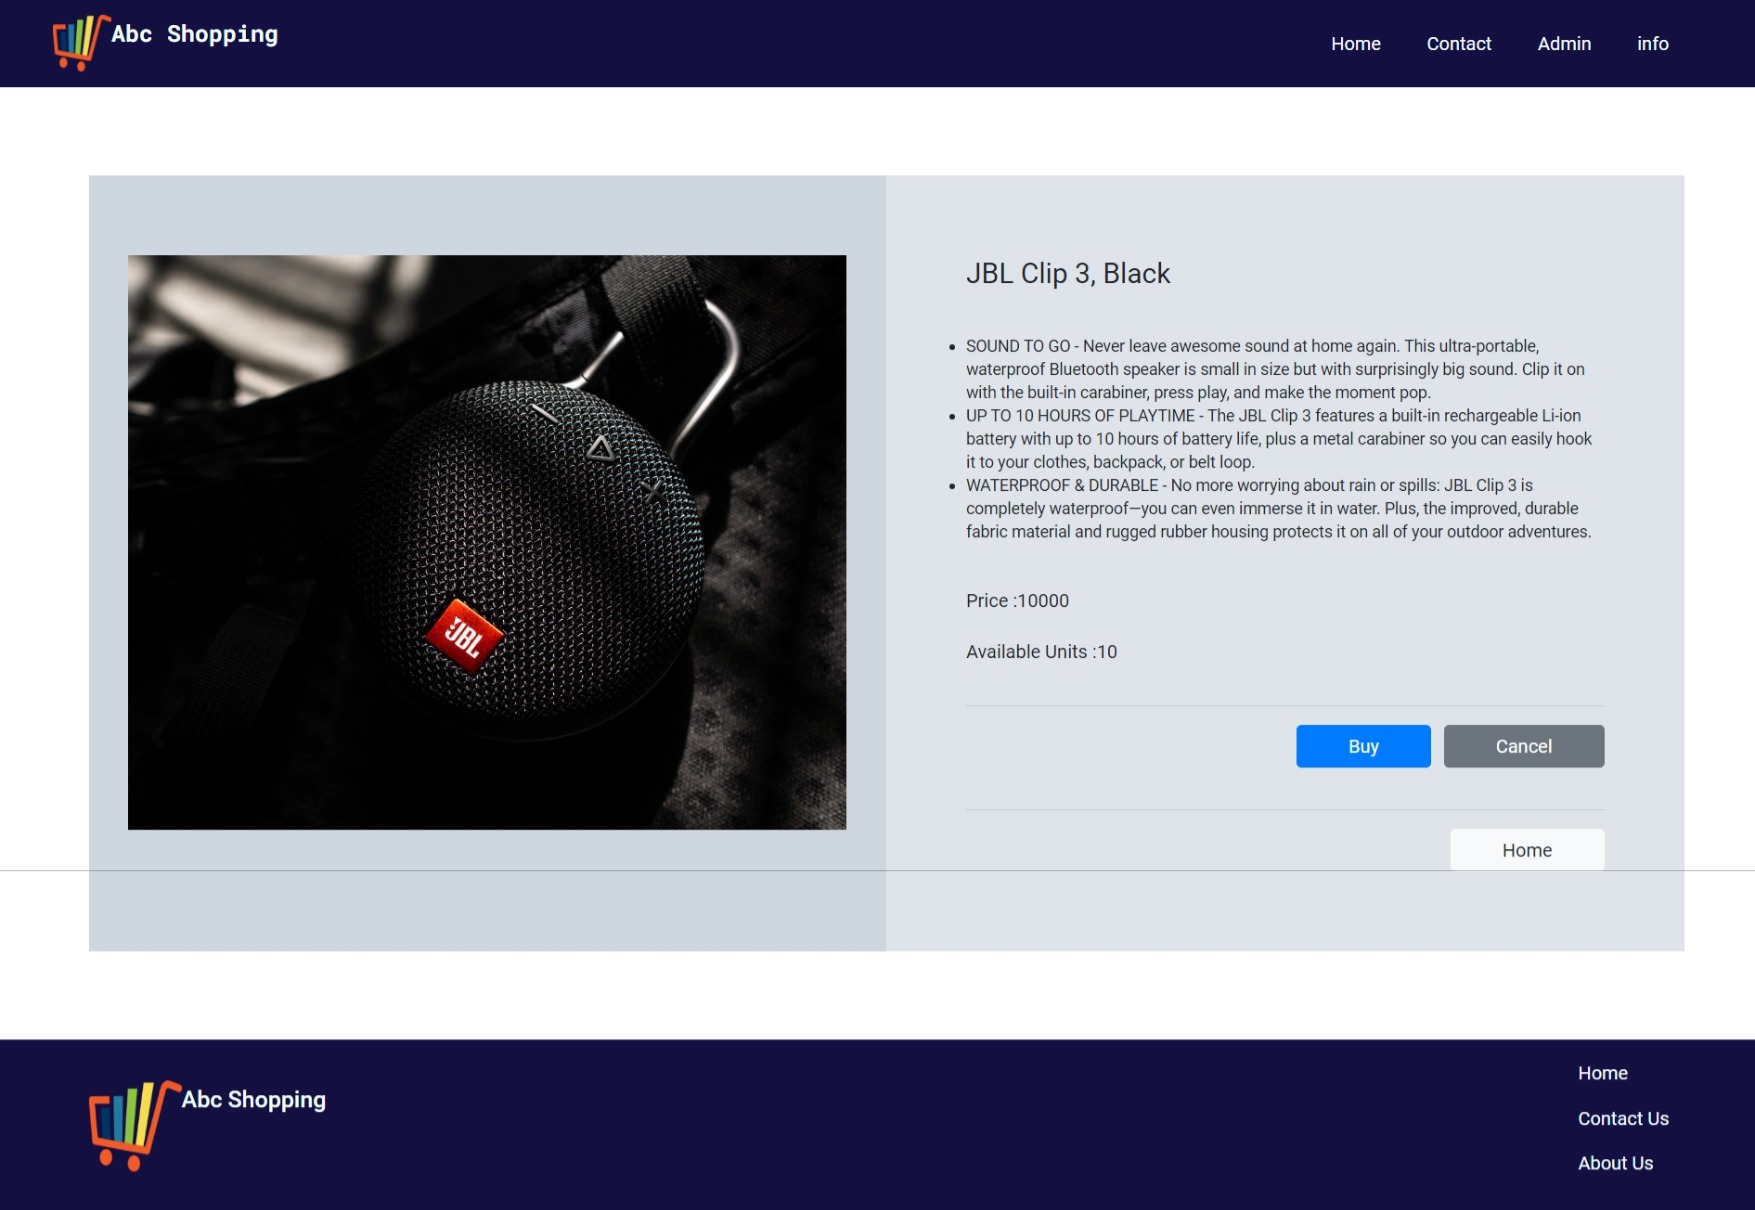 Abc Shopping
Home Contact Admin info
JBL Clip 3, Black
SOUND TO GO - Never leave awesome sound at home again. This ultra-portable,
waterproof Bluetooth speaker is small in size but with surprisingly big sound. Clip it on
with the built-in carabiner, press play, and make the moment pop.
UP TO 10 HOURS OF PLAYTIME - The JBL Clip 3 features a built-in rechargeable Li-ion
battery with up to 10 hours of battery life, plus a metal carabiner so you can easily hook
it to your clothes, backpack, or belt loop.
WATERPROOF & DURABLE - No more worrying about rain or spills: JBL Clip 3 is
completely waterproof—you can even immerse it in water. Plus, the improved, durable
fabric material and rugged rubber housing protects it on all of your outdoor adventures.
JBL
Price :10000
Available Units :10
Buy Cancel
Home
Abc Shopping
Home
Contact Us
About Us